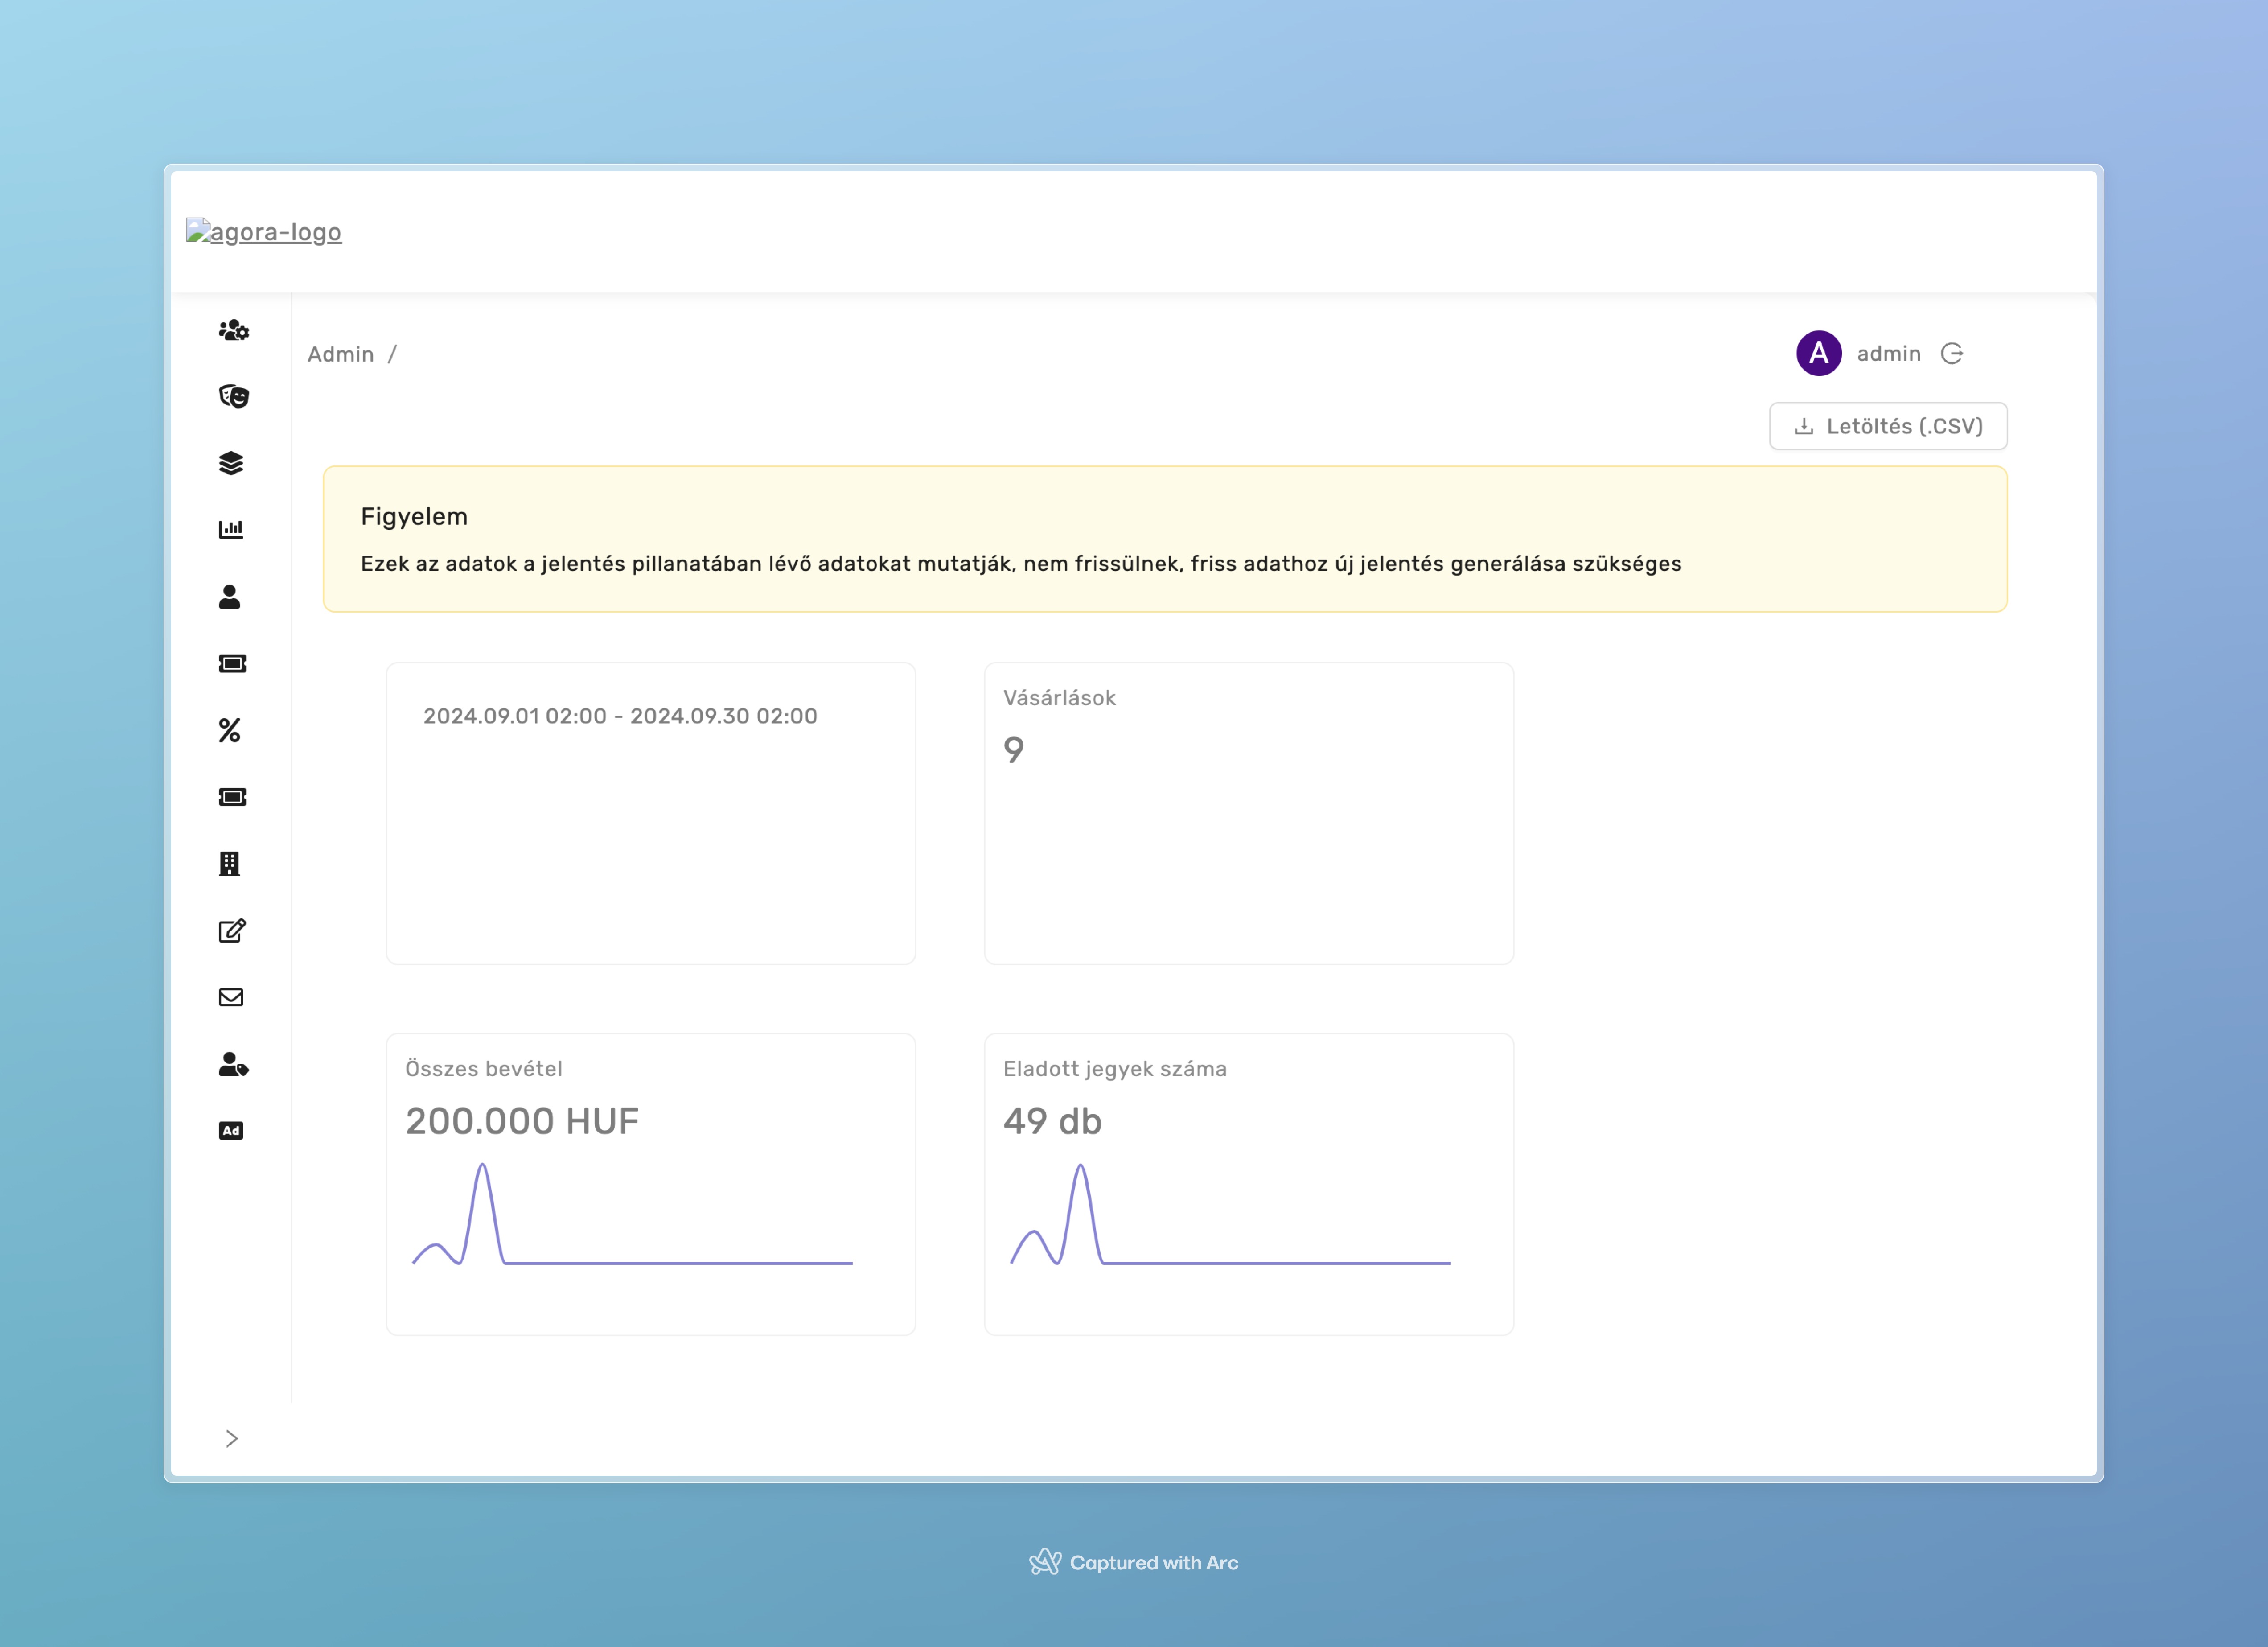 agora-logo
Admin /
A admin
Letöltés (.CSV)
Figyelem
Ezek az adatok a jelentés pillanatában lévő adatokat mutatják, nem frissülnek, friss adathoz új jelentés generálása szükséges
2024.09.01 02:00 - 2024.09.30 02:00
Vásárlások
9
Összes bevétel
200.000 HUF
Eladott jegyek száma
49 db
Ad
Captured with Arc